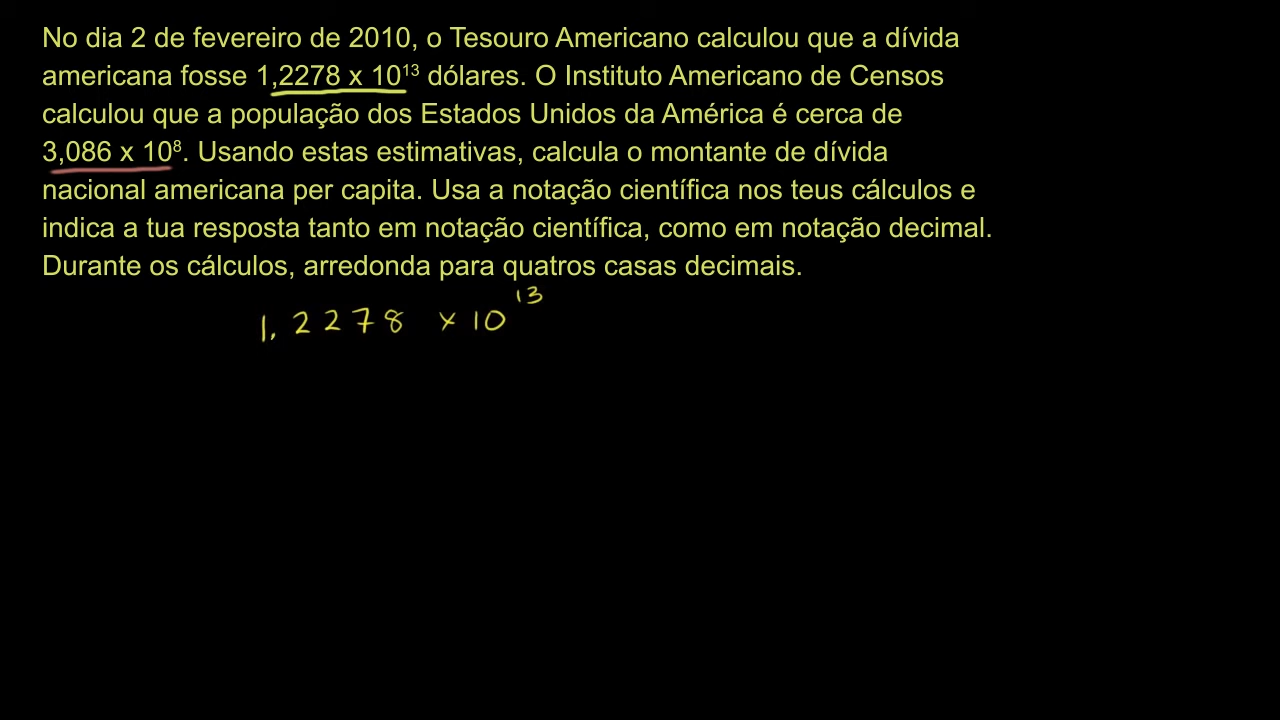 No dia 2 de fevereiro de 2010, o Tesouro Americano calculou que a dívida
americana fosse 1,2278 x 10¹³ dólares. O Instituto Americano de Censos
calculou que a população dos Estados Unidos da América é cerca de
3,086 x 10⁸. Usando estas estimativas, calcula o montante de dívida
nacional americana per capita. Usa a notação científica nos teus cálculos e
indica a tua resposta tanto em notação científica, como em notação decimal.
Durante os cálculos, arredonda para quatros casas decimais.
1,2278 x 10¹³